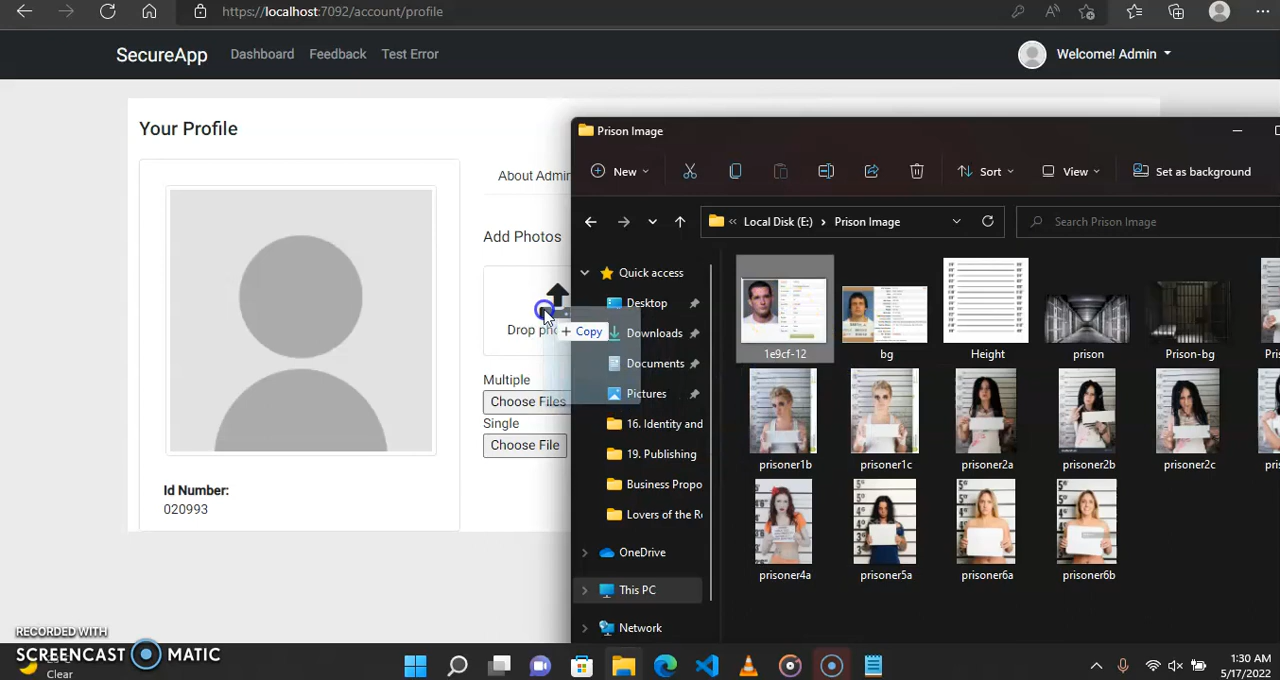 https://localhost:7092/account/profile
SecureApp Dashboard Feedback Test Error
Welcome! Admin
Your Profile
About Admin
Add Photos
Multiple
Choose Files
Single
Choose File
Id Number:
020993
Prison Image
New
Sort
View
Set as background
« Local Disk (E:) > Prison Image
Search Prison Image
Quick access
Desktop
Downloads
Documents
Pictures
16. Identity and
19. Publishing
Business Propo
Lovers of the Re
OneDrive
This PC
Network
Drop
+ Copy
1e9cf-12 bg Height prison Prison-bg
prisoner1b prisoner1c prisoner2a prisoner2b prisoner2c
prisoner4a prisoner5a prisoner6a prisoner6b
RECORDED WITH
SCREENCAST MATIC
Clear
1:30 AM
5/17/2022